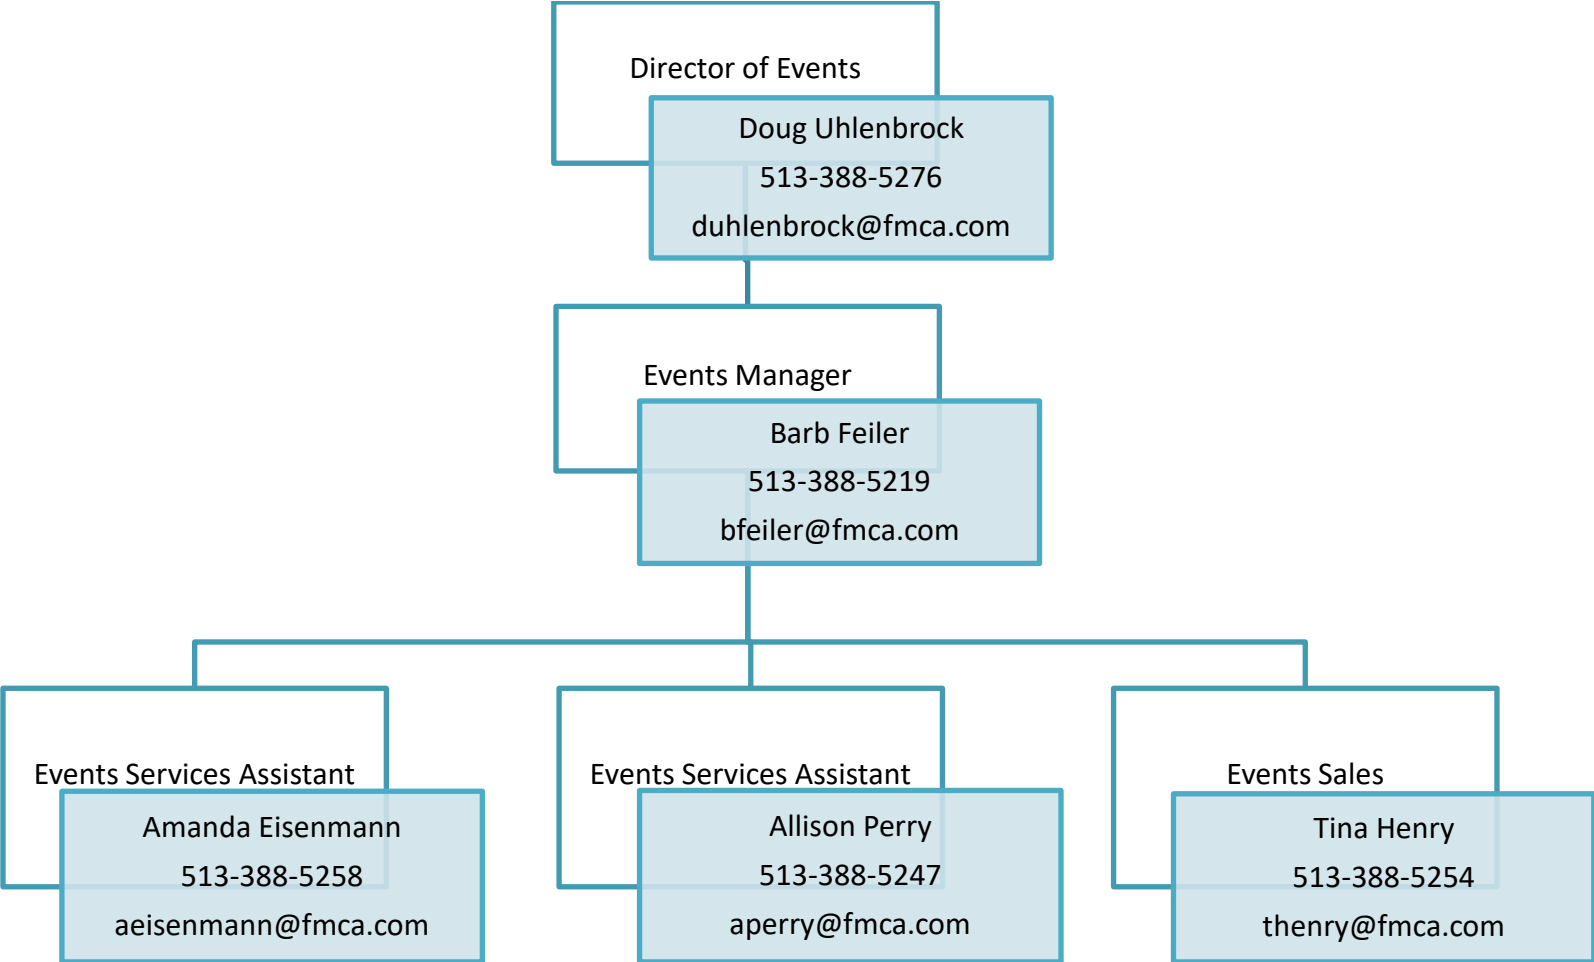 Director of Events
Doug Uhlenbrock
513-388-5276
duhlenbrock@fmca.com
Events Manager
Barb Feiler
513-388-5219
bfeiler@fmca.com
Events Services Assistant
Amanda Eisenmann
513-388-5258
aeisenmann@fmca.com
Events Services Assistant
Allison Perry
513-388-5247
aperry@fmca.com
Events Sales
Tina Henry
513-388-5254
thenry@fmca.com